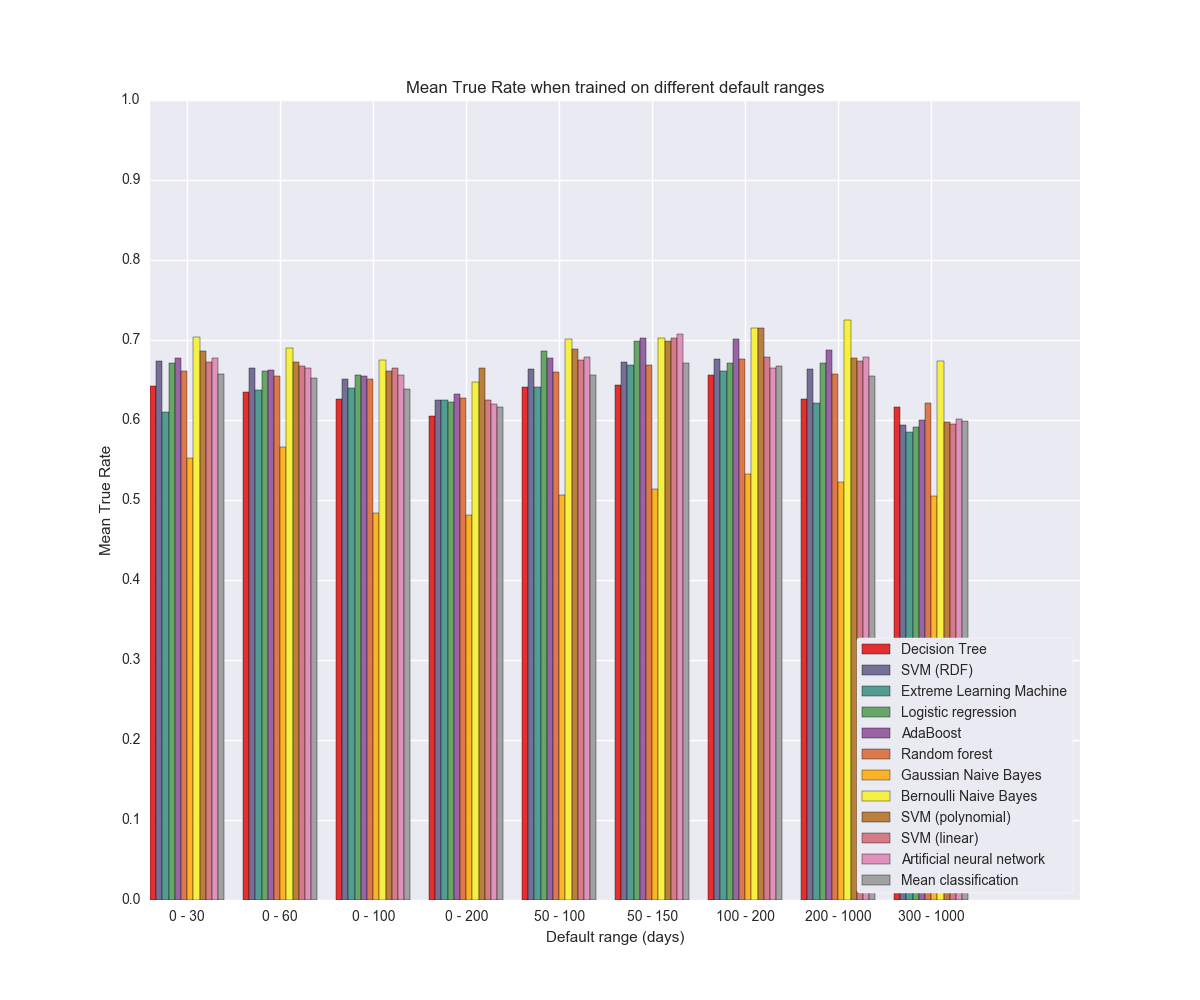 Mean True Rate when trained on different default ranges
1.0
0.9
0.8
0.7
0.6
0.5
0.4
0.3
0.2
0.1
0.0
Mean True Rate
0 - 30
0 - 60
0 - 100
0 - 200
50 - 100
50 - 150
100 - 200
200 - 1000
300 - 1000
Default range (days)
Decision Tree
SVM (RDF)
Extreme Learning Machine
Logistic regression
AdaBoost
Random forest
Gaussian Naive Bayes
Bernoulli Naive Bayes
SVM (polynomial)
SVM (linear)
Artificial neural network
Mean classification